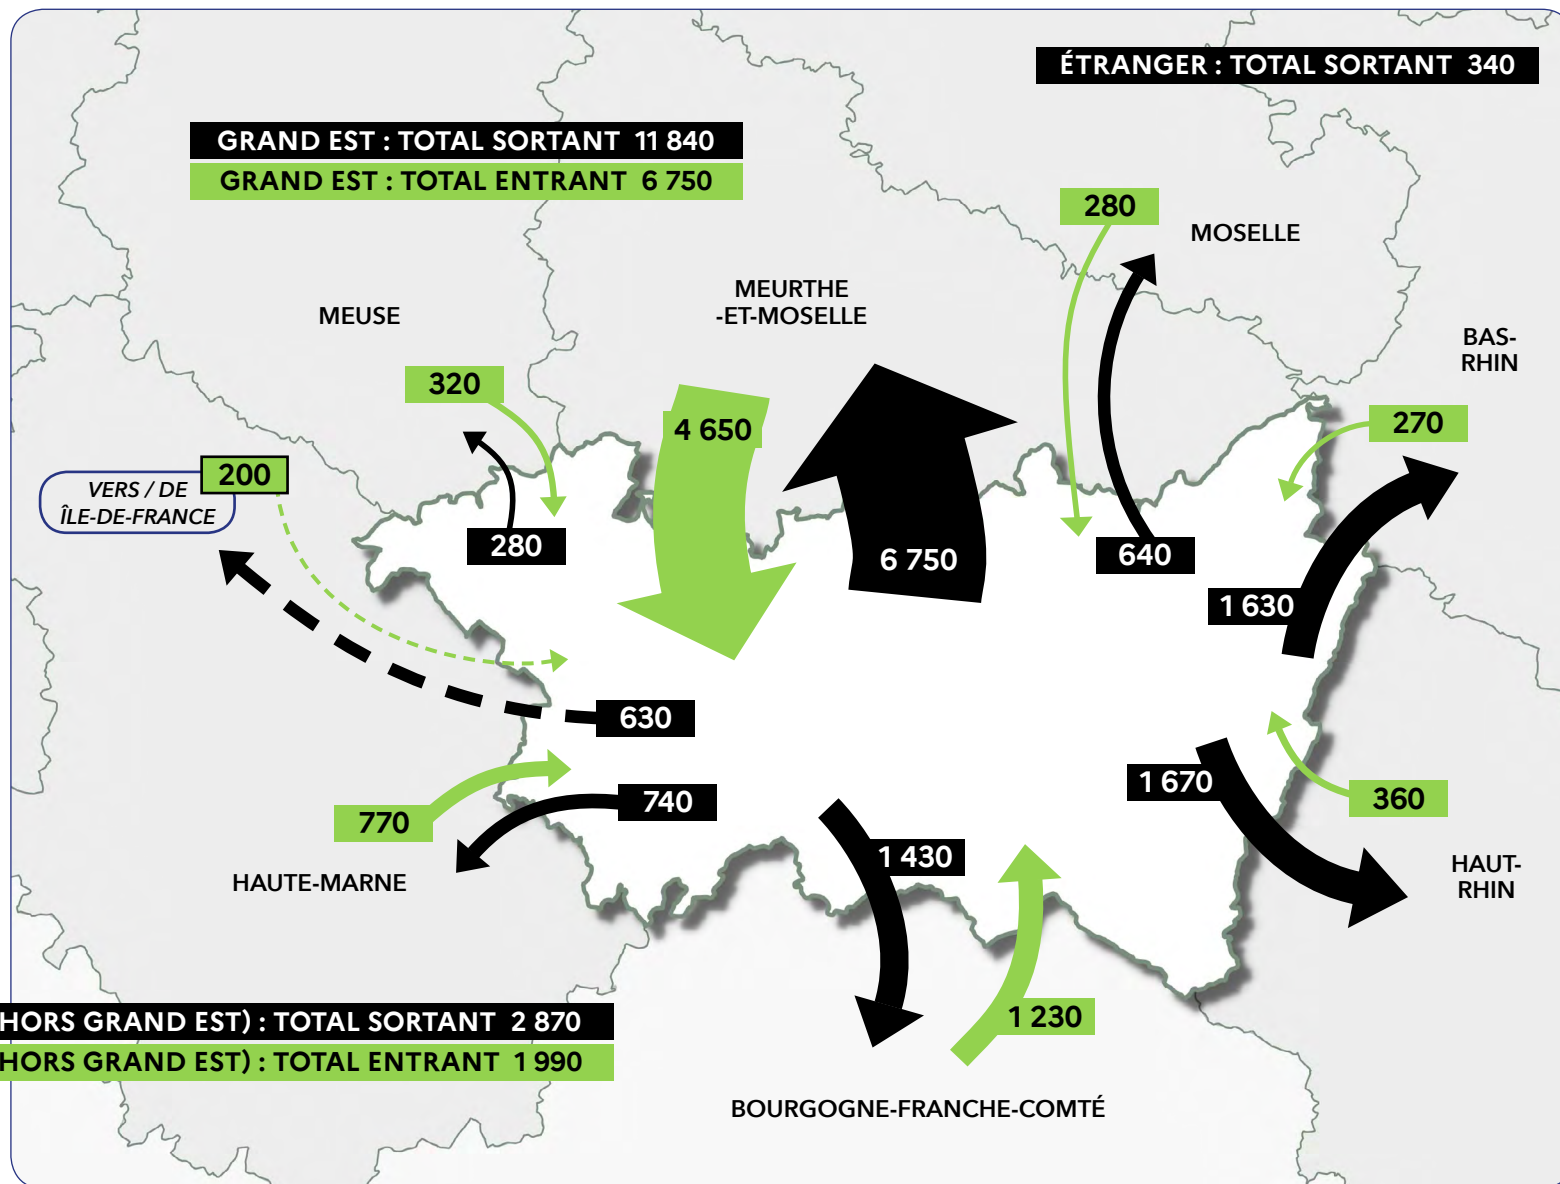 ÉTRANGER : TOTAL SORTANT 340
GRAND EST : TOTAL SORTANT 11 840
GRAND EST : TOTAL ENTRANT 6 750
280
MOSELLE
MEUSE
MEURTHE
-ET-MOSELLE
BAS-
RHIN
320
4 650
270
200
VERS / DE
ÎLE-DE-FRANCE
280
6 750
640
1 630
630
770
740
1 670
360
HAUTE-MARNE
1 430
HAUT-
RHIN
HORS GRAND EST) : TOTAL SORTANT 2 870
HORS GRAND EST) : TOTAL ENTRANT 1 990
1 230
BOURGOGNE-FRANCHE-COMTÉ